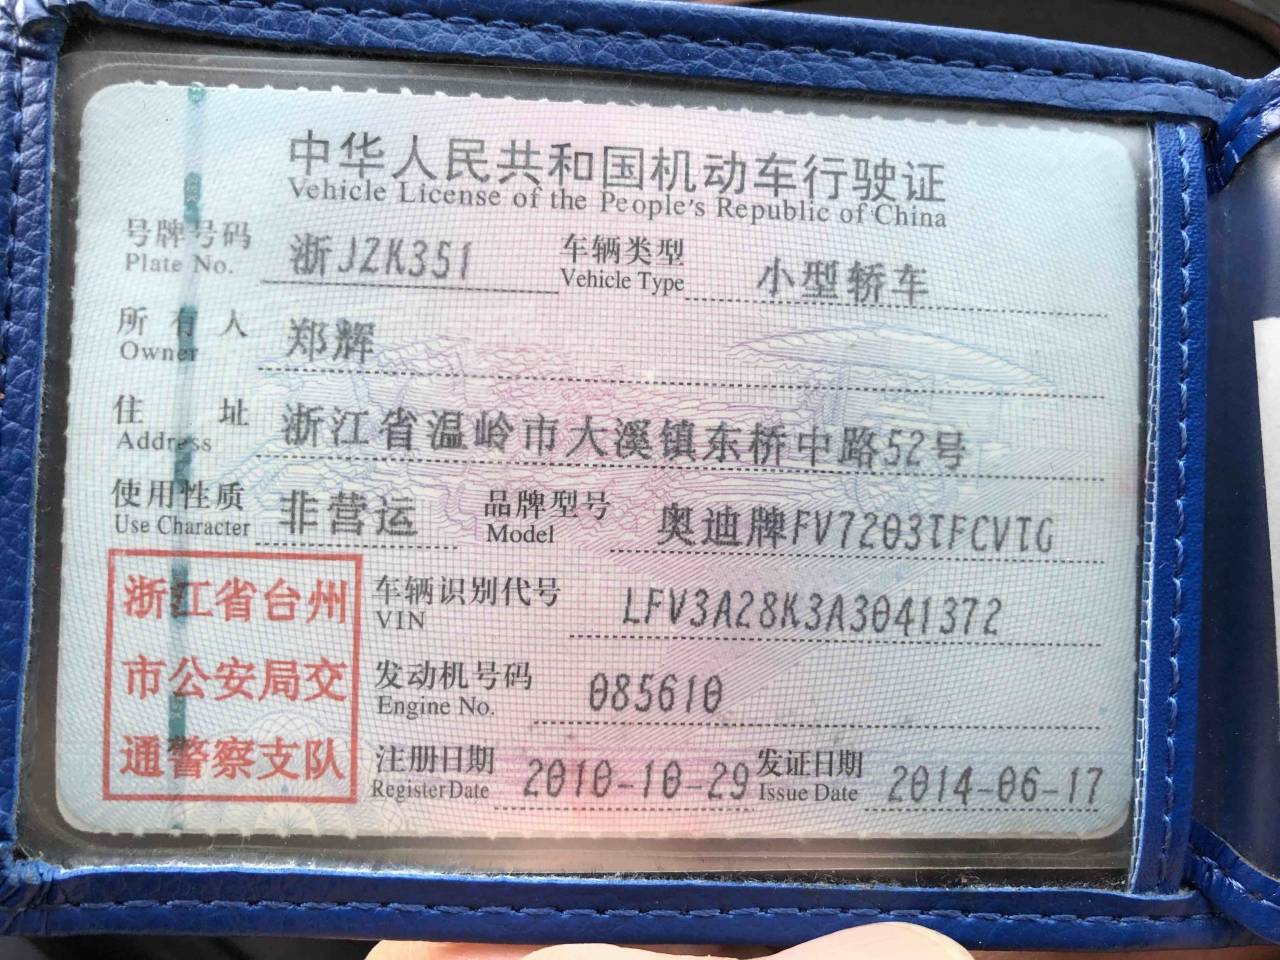 中华人民共和国机动车行驶证
Vehicle License of the People's Republic of China
号牌号码 浙JZK351 车辆类型 小型轿车
Plate No. Vehicle Type
所有人 郑辉
Owner
住址 浙江省温岭市大溪镇东桥中路52号
Address
使用性质 非营运 品牌型号 奥迪牌FV7203TFCVTG
Use Character Model
浙江省台州
市公安局交
通警察支队
车辆识别代号 LFV3A28K3A3041372
VIN
发动机号码 085610
Engine No.
注册日期 2010-10-29 发证日期 2014-06-17
Register Date Issue Date